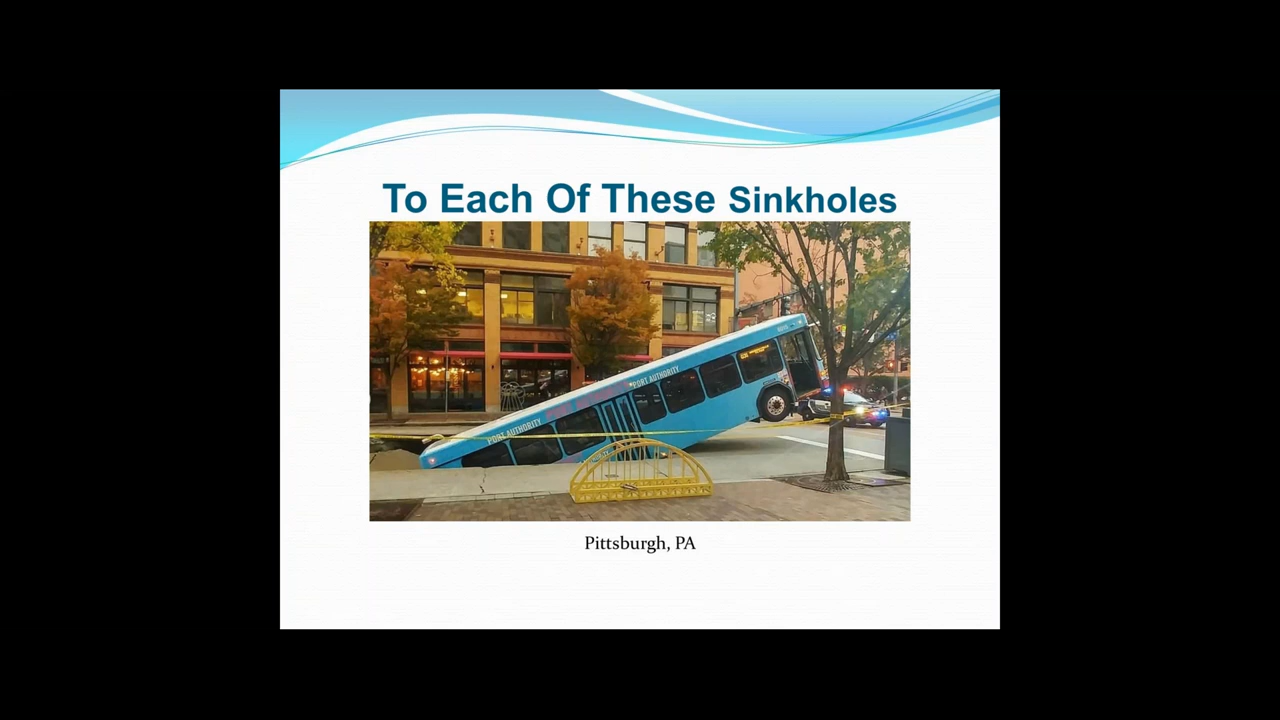 To Each Of These Sinkholes
PORT AUTHORITY
PORT AUTHORITY
Pittsburgh, PA